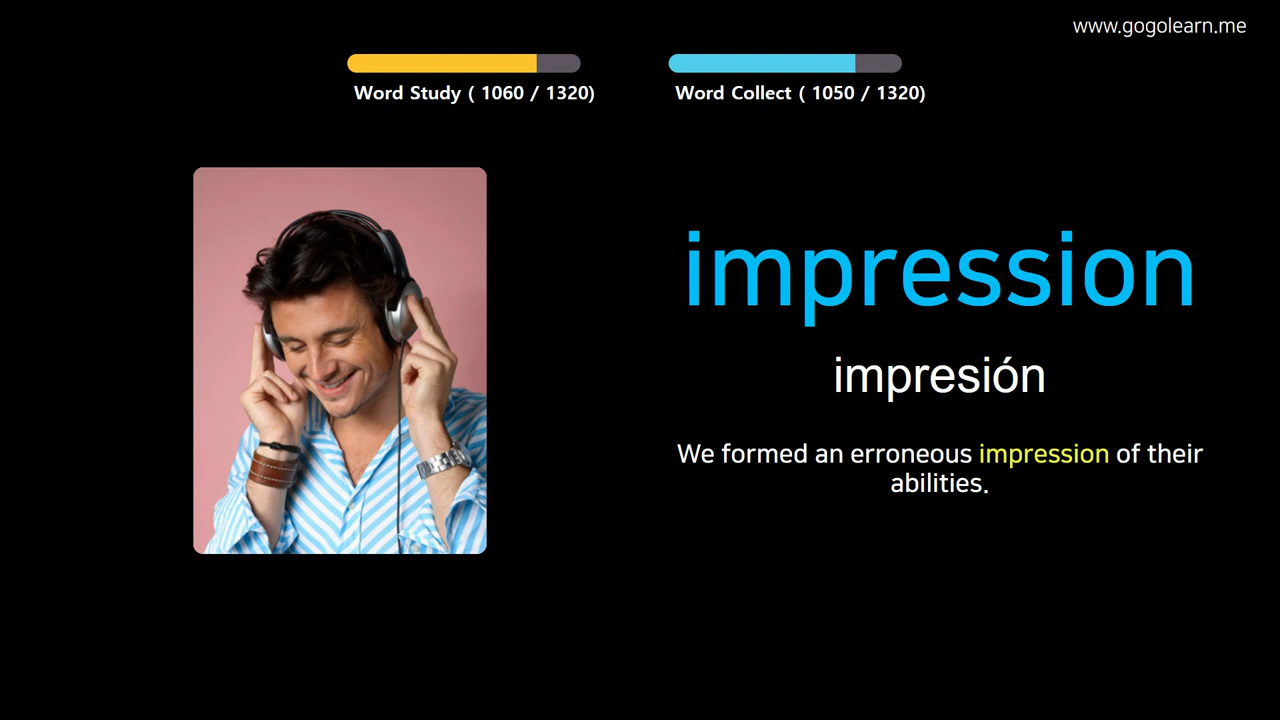 www.gogolearn.me
Word Study ( 1060 / 1320)
Word Collect ( 1050 / 1320)
impression
impresión
We formed an erroneous impression of their
abilities.